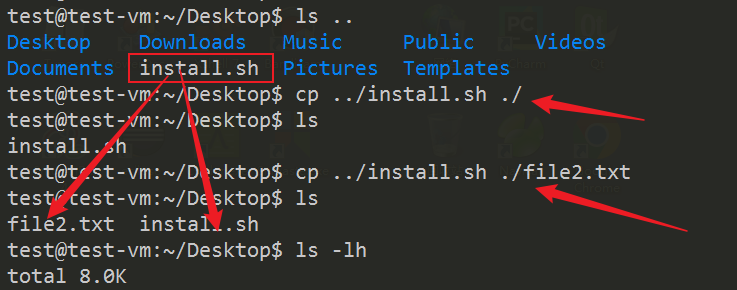 test@test-vm:~/Desktop$ ls ..
Desktop Downloads Music Public Videos
Documents install.sh Pictures Templates
test@test-vm:~/Desktop$ cp ../install.sh ./
test@test-vm:~/Desktop$ ls
install.sh
test@test-vm:~/Desktop$ cp ../install.sh ./file2.txt
test@test-vm:~/Desktop$ ls
file2.txt install.sh
test@test-vm:~/Desktop$ ls -lh
total 8.0K